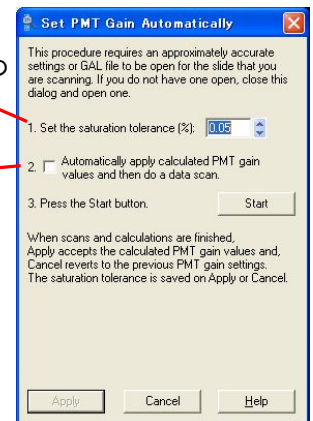 Set PMT Gain Automatically
This procedure requires an approximately accurate
settings or GAL file to be open for the slide that you
are scanning. If you do not have one open, close this
dialog and open one.
1. Set the saturation tolerance (%): 0.05
2. Automatically apply calculated PMT gain
values and then do a data scan.
3. Press the Start button. Start
When scans and calculations are finished,
Apply accepts the calculated PMT gain values and,
Cancel reverts to the previous PMT gain settings.
The saturation tolerance is saved on Apply or Cancel.
Apply Cancel Help